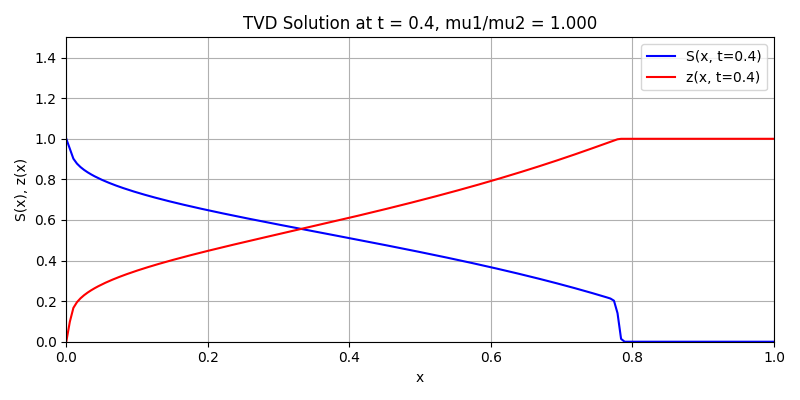 TVD Solution at t = 0.4, mu1/mu2 = 1.000
S(x, t=0.4)
z(x, t=0.4)
S(x), z(x)
1.4
1.2
1.0
0.8
0.6
0.4
0.2
0.0
0.0 0.2 0.4 0.6 0.8 1.0
x